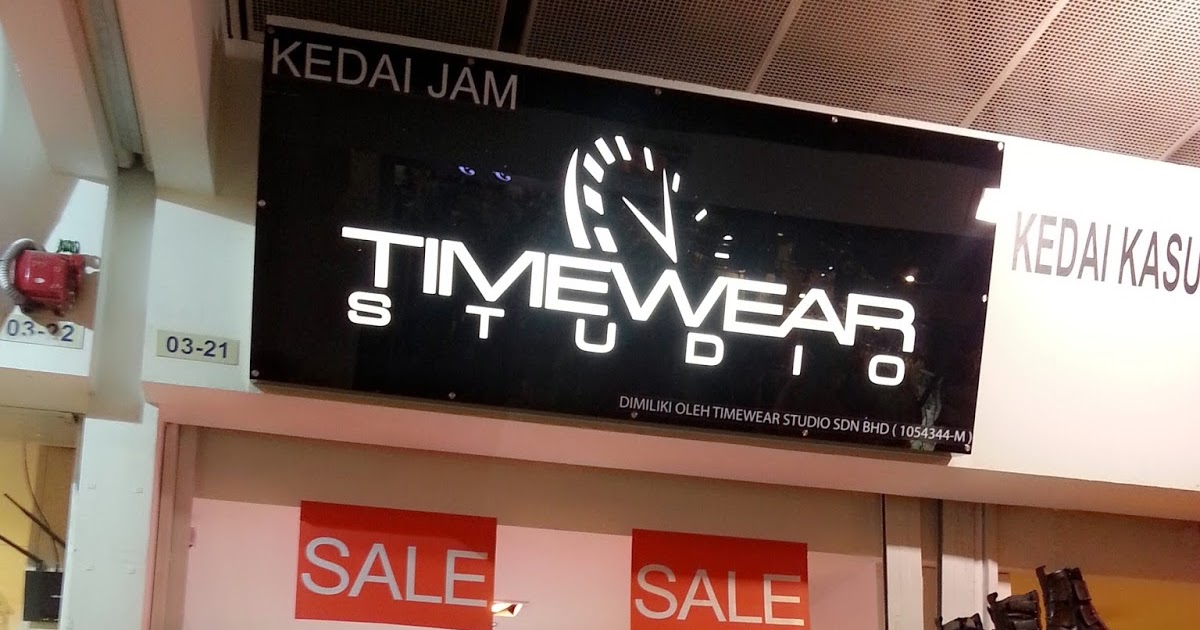 KEDAI JAM
TIMEWEAR
STUDIO
DIMILIKI OLEH TIMEWEAR STUDIO SDN BHD ( 1054344-M )
KEDAI KASU
03-22
03-21
SALE
SALE